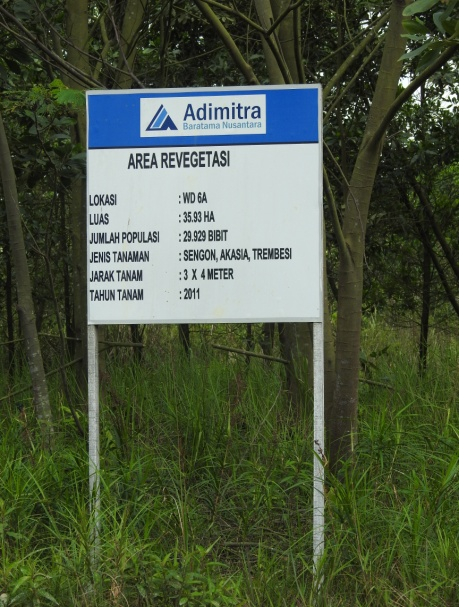 Adimitra
Baratama Nusantara
AREA REVEGETASI
LOKASI : WD 6A
LUAS : 35.93 HA
JUMLAH POPULASI : 29.929 BIBIT
JENIS TANAMAN : SENGON, AKASIA, TREMBESI
JARAK TANAM : 3 X 4 METER
TAHUN TANAM : 2011